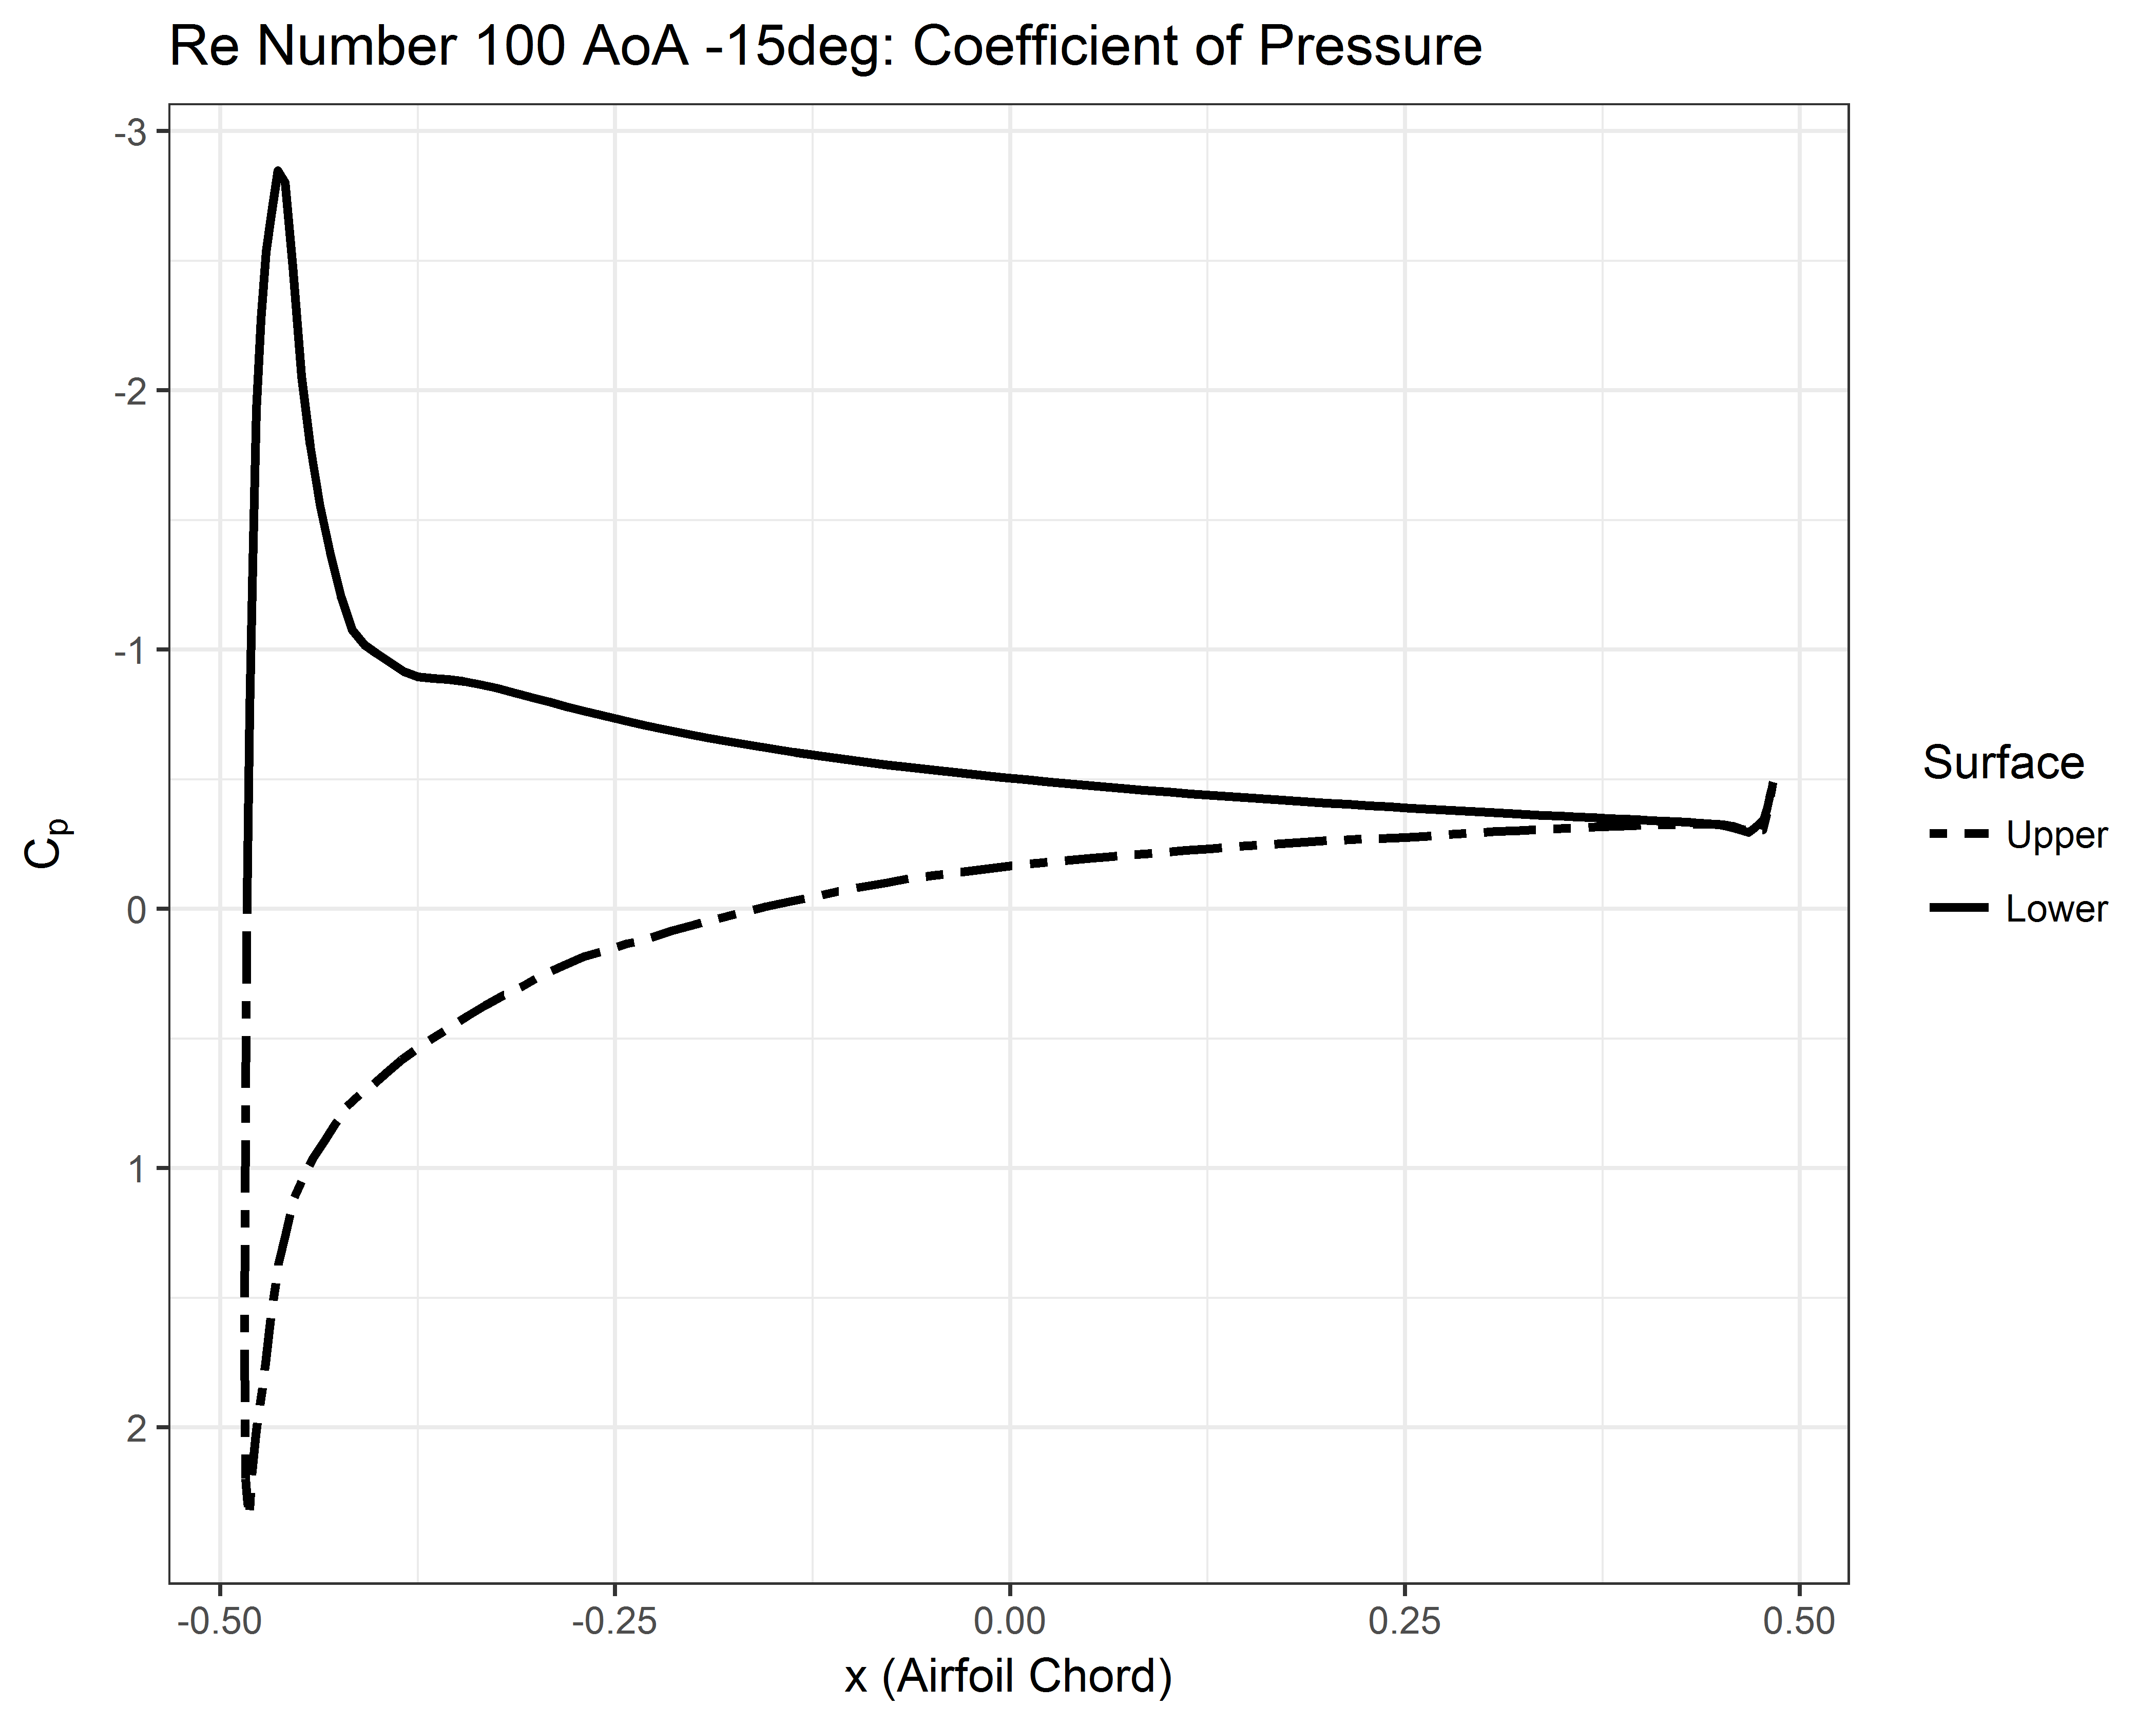 Re Number 100 AoA -15deg: Coefficient of Pressure
-3
-2
-1
0
1
2
Cp
-0.50 -0.25 0.00 0.25 0.50
x (Airfoil Chord)
Surface
Upper
Lower